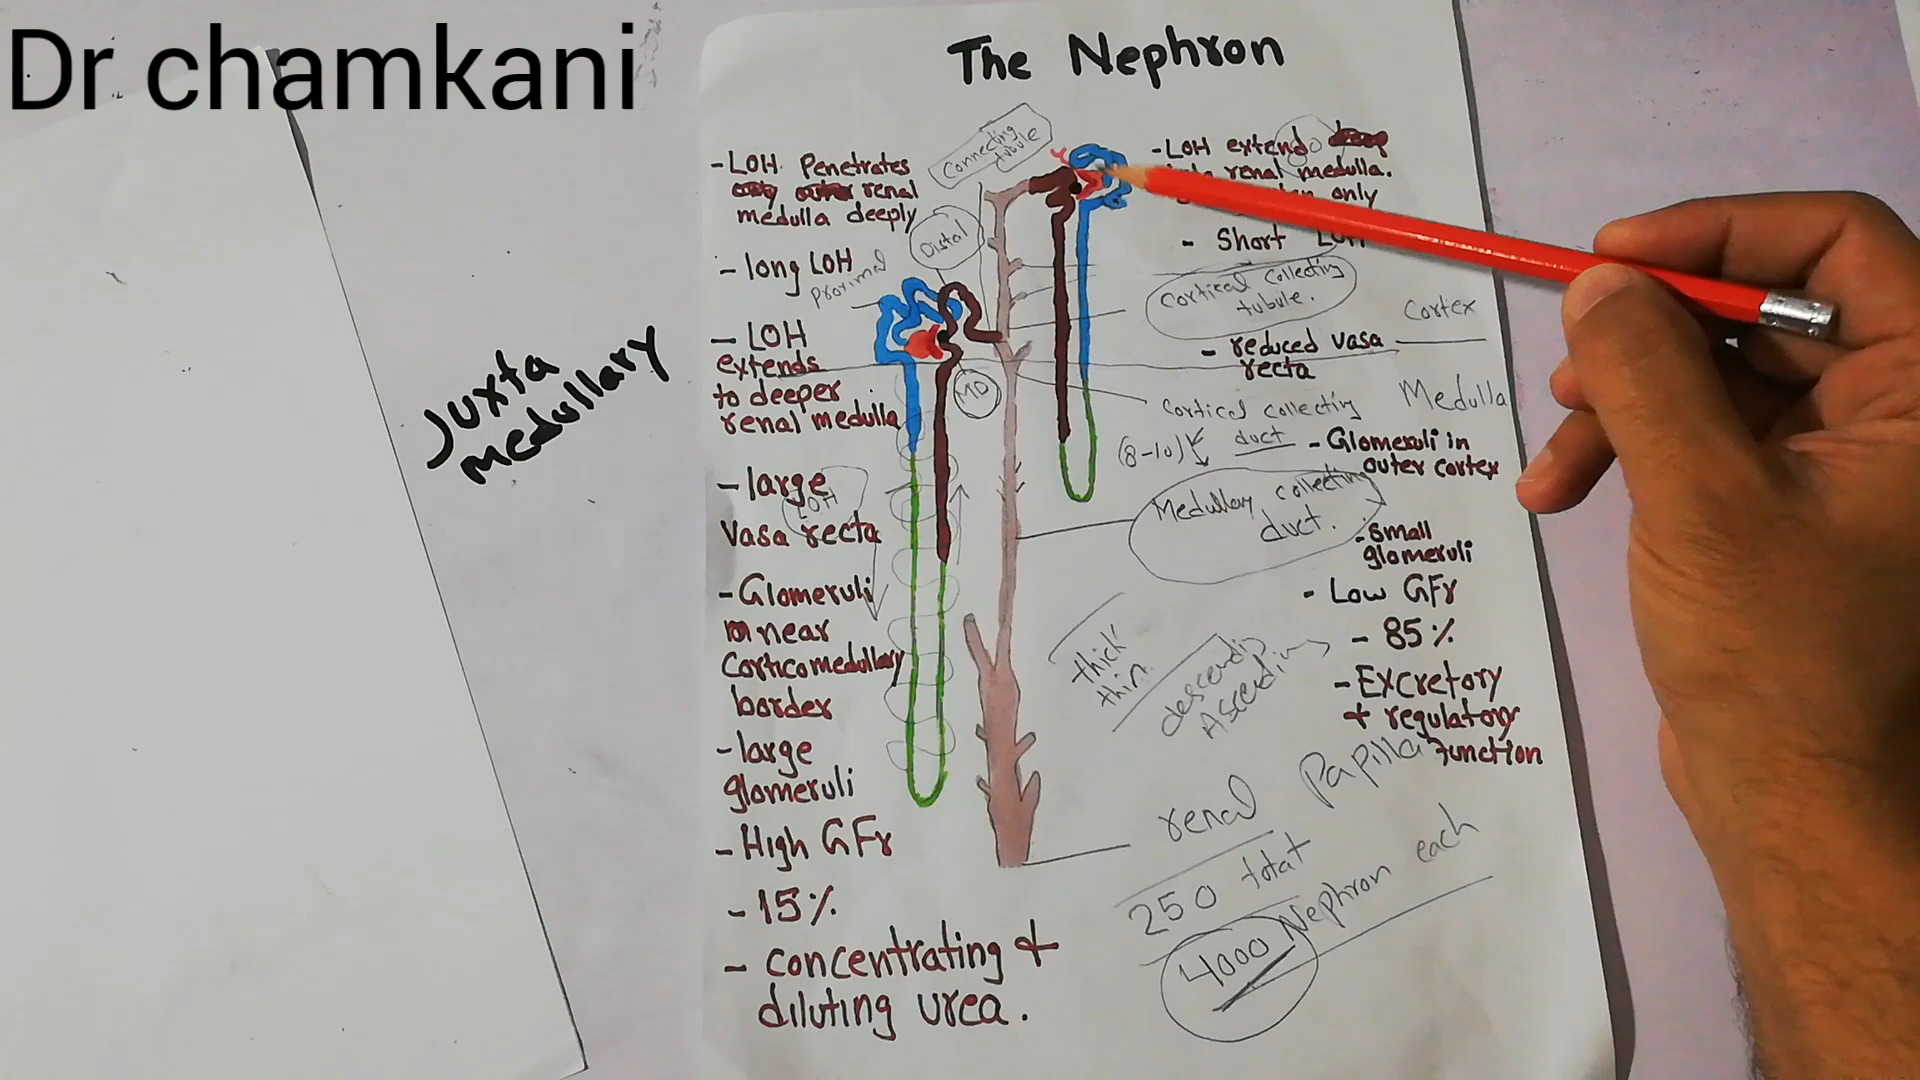 Dr chamkani
The Nephron
Juxta
medullary
- LOH Penetrates
renal
medulla deeply
- long LOH
- LOH
extends
to deeper
renal medulla
- large
Vasa recta
- Glomeruli
near
Corticomedullary
border
- large
glomeruli
- High GFr
- 15%
- concentrating +
diluting urea.
Connecting
tubule
Distal
Proximal
MD
LOH
- LOH extend
renal medulla.
only
- Short LOH
Cortical collecting
tubule.
Cortex
- reduced vasa
recta
Medulla
Cortical collecting
duct
(8-10)
- Glomeruli in
outer cortex
Medullary collecting
duct.
- small
glomeruli
- Low GFr
- 85%
- Excretory
+ regulatory
function
thick
thin
descendin
Ascendin
renal Papilla
250 total
4000 Nephron each